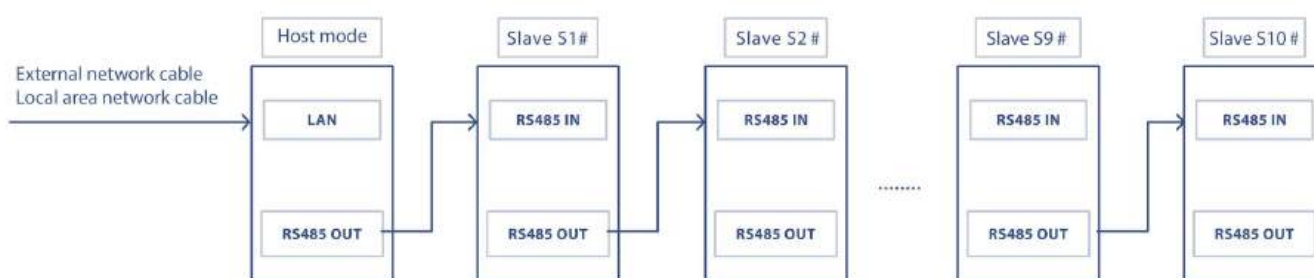 Host mode
Slave S1#
Slave S2 #
Slave S9 #
Slave S10 #
External network cable
Local area network cable
LAN
RS485 IN
RS485 IN
RS485 IN
RS485 IN
........
RS485 OUT
RS485 OUT
RS485 OUT
RS485 OUT
RS485 OUT